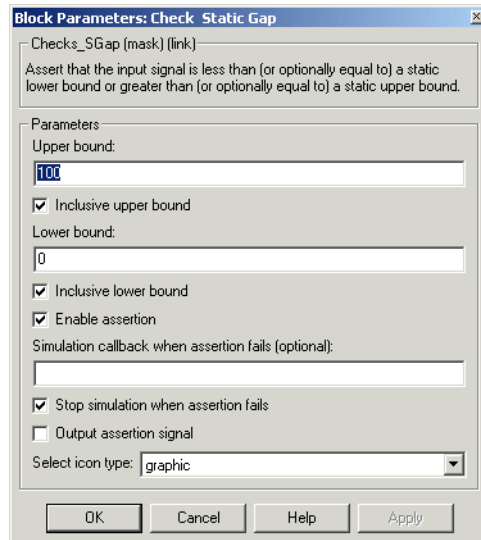 Block Parameters: Check Static Gap
Checks_SGap (mask) (link)
Assert that the input signal is less than (or optionally equal to) a static
lower bound or greater than (or optionally equal to) a static upper bound.
Parameters
Upper bound:
100
Inclusive upper bound
Lower bound:
0
Inclusive lower bound
Enable assertion
Simulation callback when assertion fails (optional):
Stop simulation when assertion fails
Output assertion signal
Select icon type: graphic
OK Cancel Help Apply